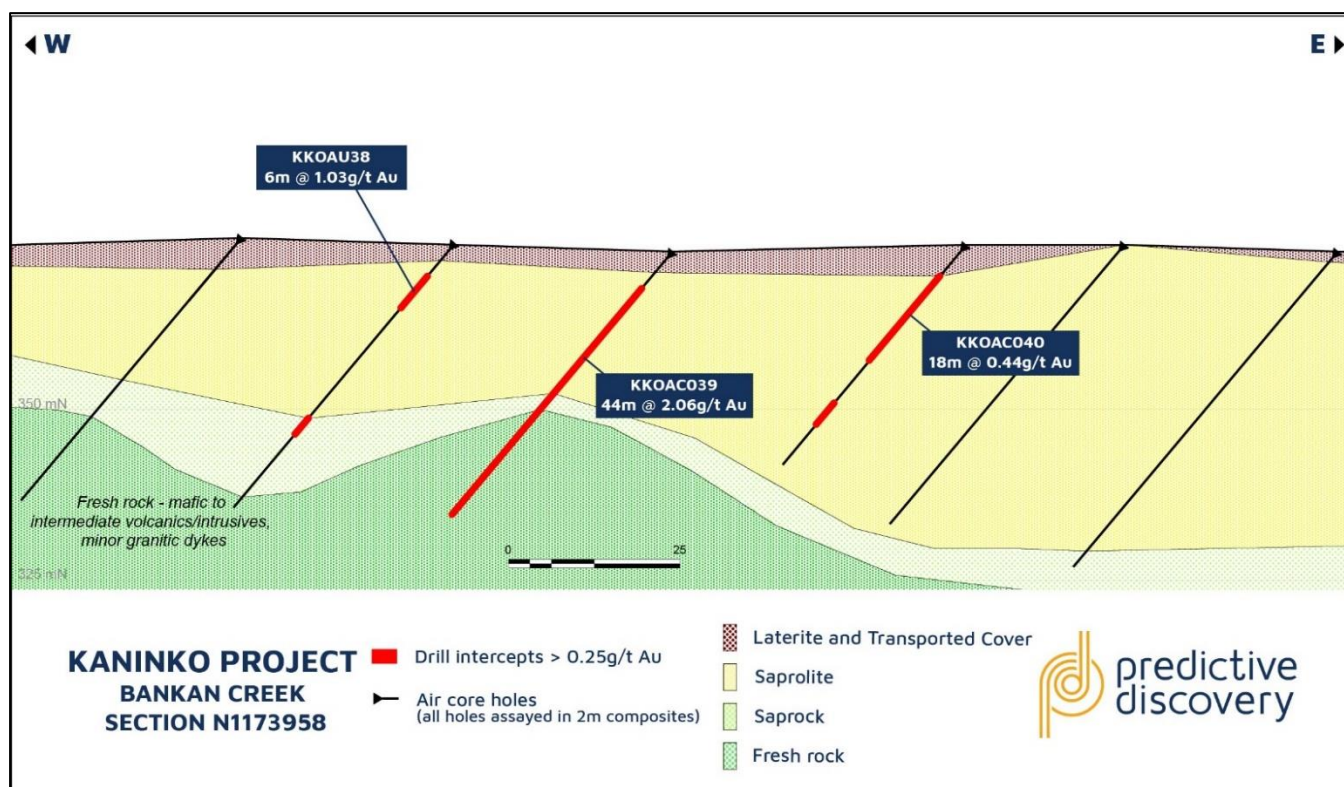 W
E
KKOAU38
6m @ 1.03g/t Au
KKOAC040
18m @ 0.44g/t Au
KKOAC039
44m @ 2.06g/t Au
350 mN
Fresh rock - mafic to
intermediate volcanics/intrusives,
minor granitic dykes
0
25
325 mN
KANINKO PROJECT
BANKAN CREEK
SECTION N1173958
Drill intercepts > 0.25g/t Au
Air core holes
(all holes assayed in 2m composites)
Laterite and Transported Cover
Saprolite
Saprock
Fresh rock
predictive
discovery